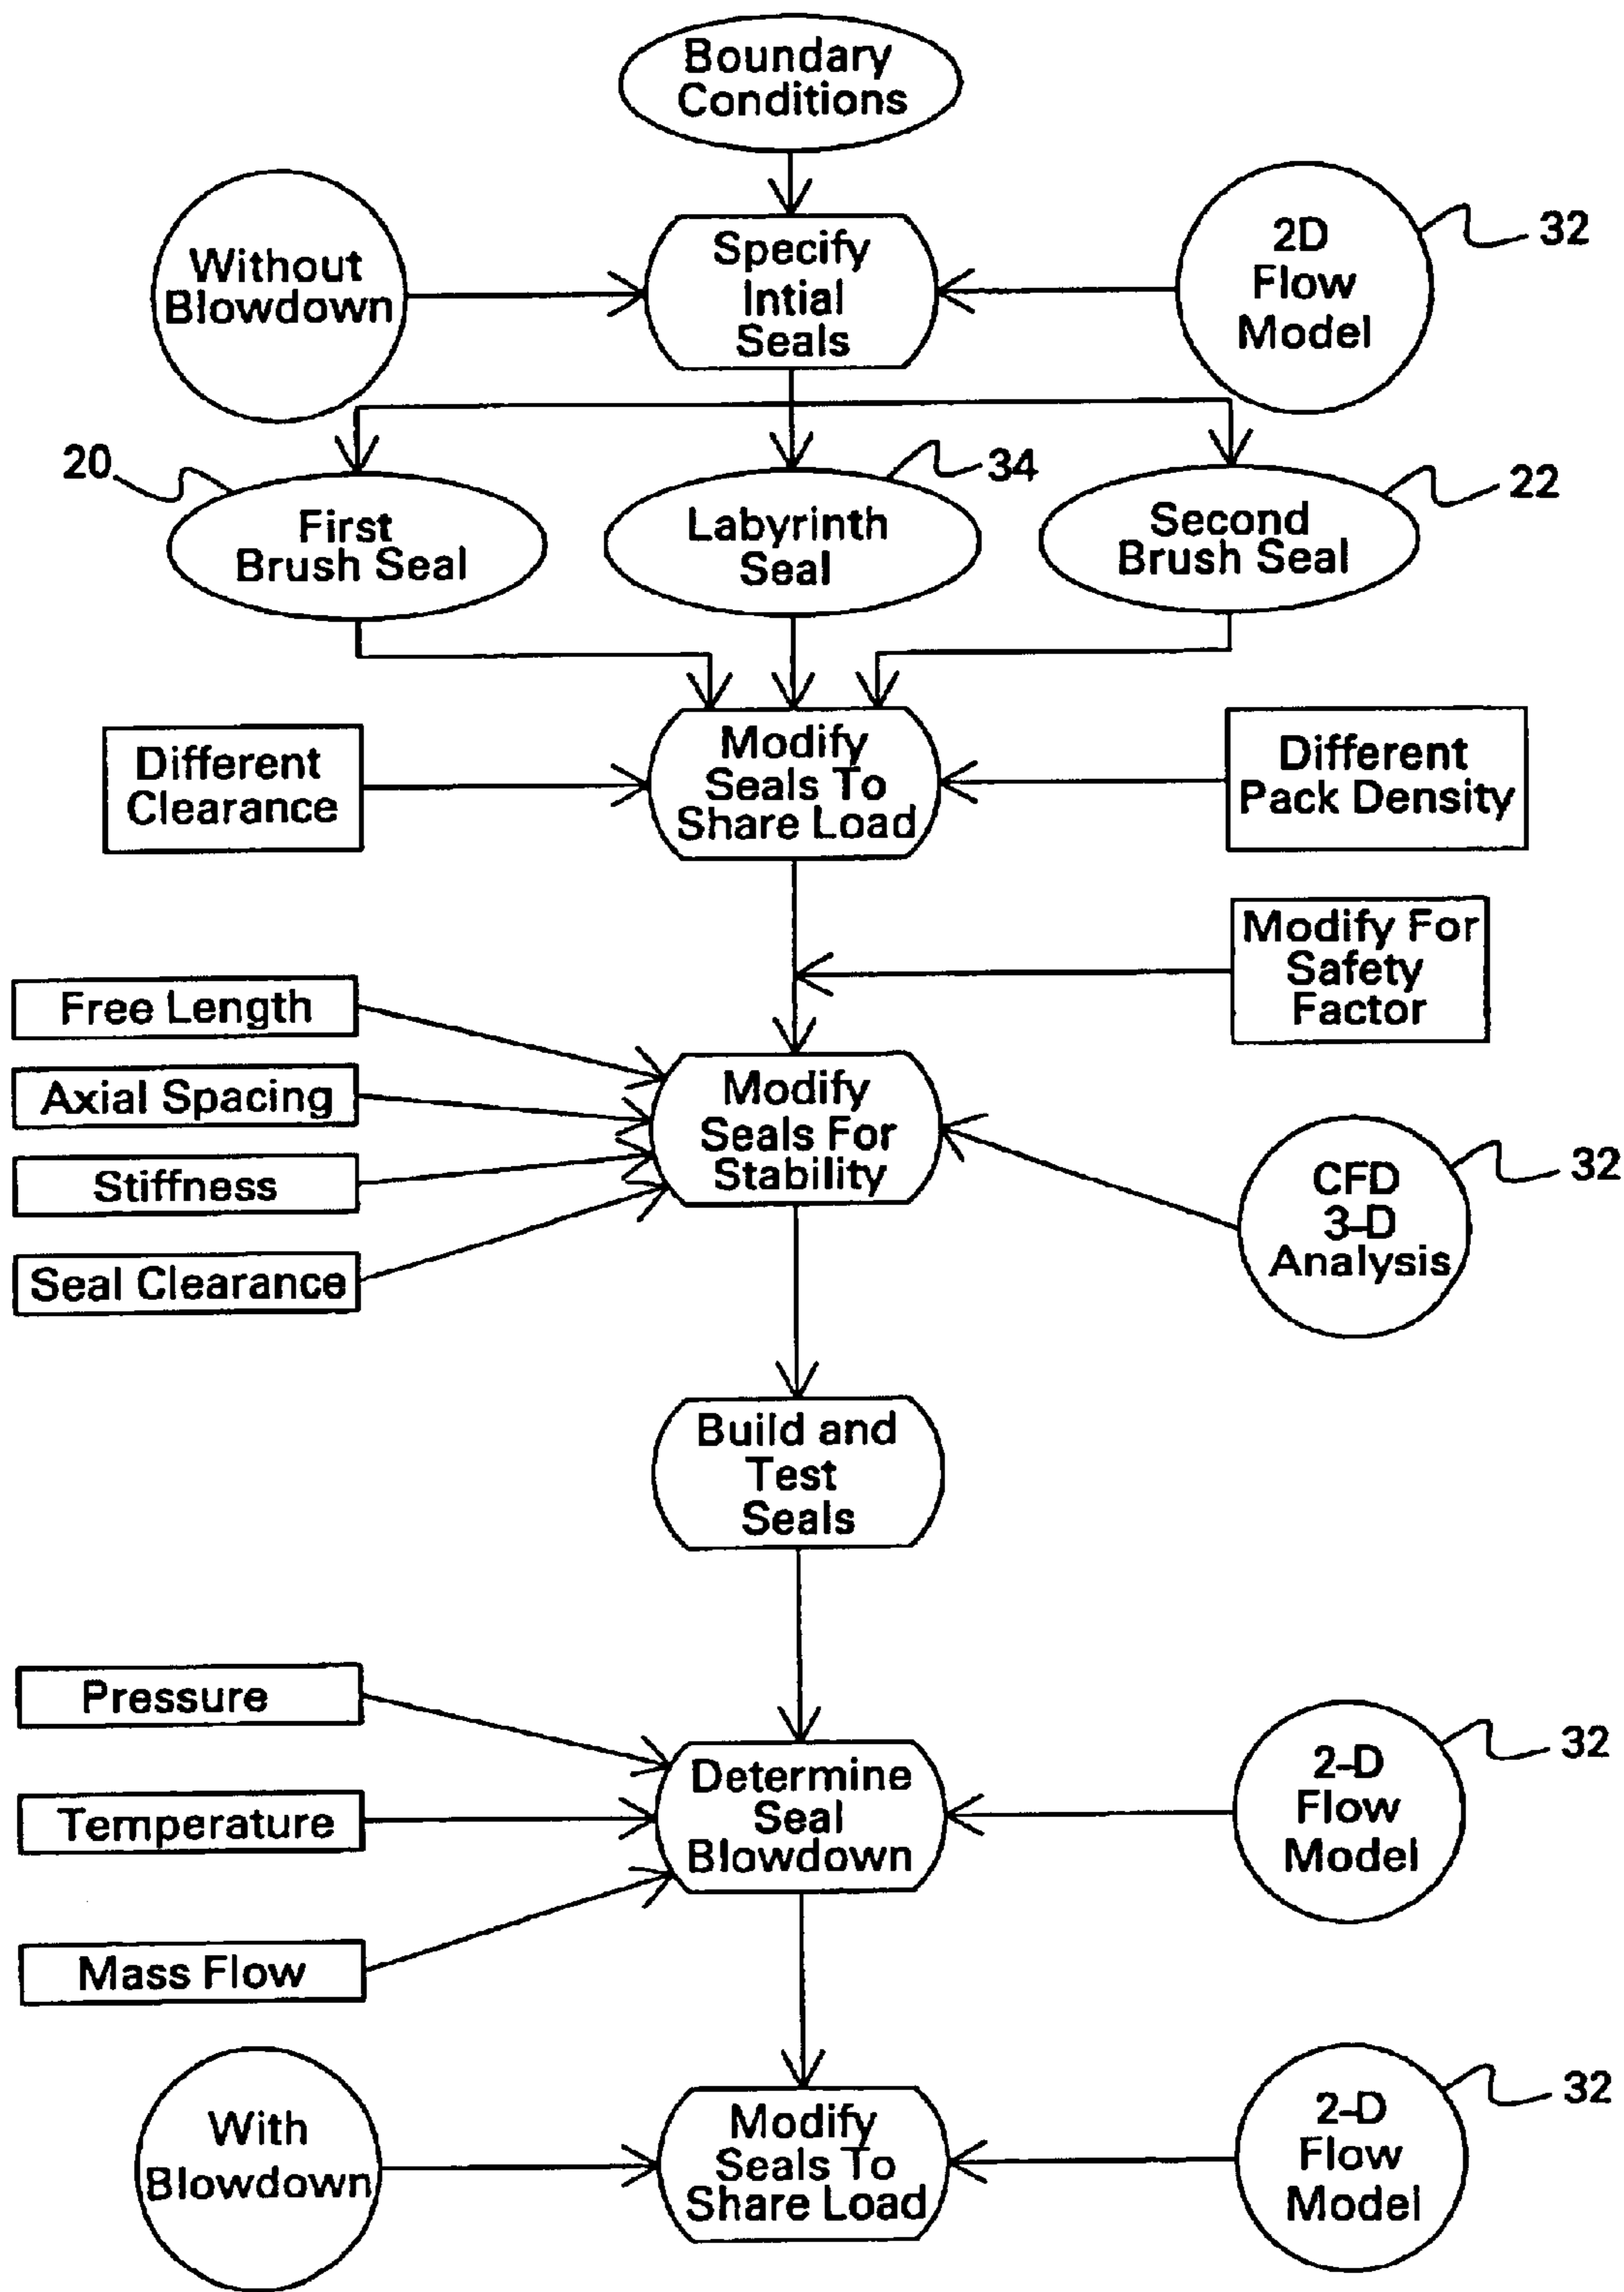 Boundary
Conditions
Without
Blowdown
Specify
Intial
Seals
2D
Flow
Model
32
20
First
Brush Seal
Labyrinth
Seal
34
Second
Brush Seal
22
Different
Clearance
Modify
Seals To
Share Load
Different
Pack Density
Modify For
Safety
Factor
Free Length
Axial Spacing
Stiffness
Seal Clearance
Modify
Seals For
Stability
CFD
3-D
Analysis
32
Build and
Test
Seals
Pressure
Temperature
Mass Flow
Determine
Seal
Blowdown
2-D
Flow
Model
32
With
Blowdown
Modify
Seals To
Share Load
2-D
Flow
Model
32